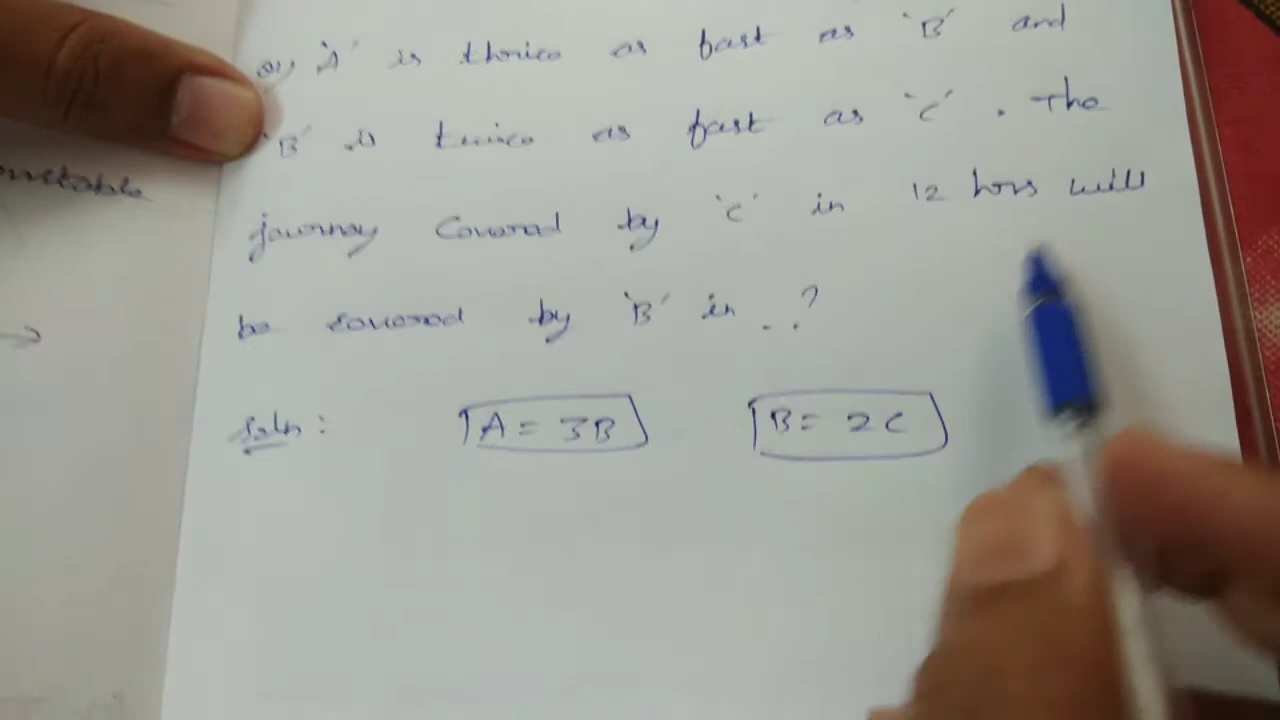 'A' is thrice as fast as 'B' and
'B' is twice as fast as 'C'. The
journey Covered by 'C' in 12 hors will
be covered by 'B' in ..?
Soln : A = 3B B = 2C